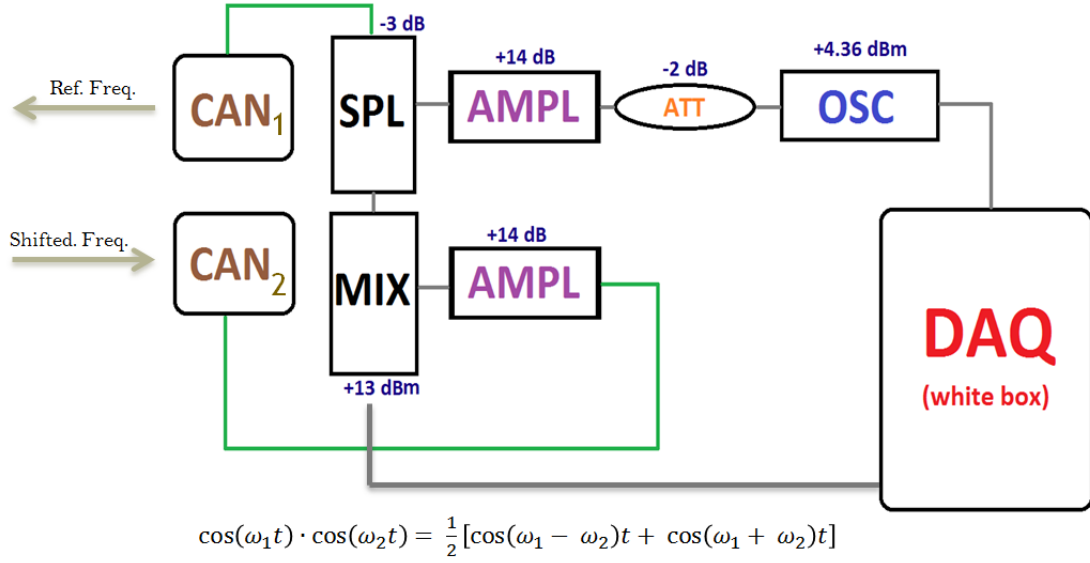 -3 dB
+14 dB
-2 dB
+4.36 dBm
Ref. Freq.
CAN1
SPL
AMPL
ATT
OSC
Shifted. Freq.
CAN2
MIX
+14 dB
AMPL
+13 dBm
DAQ
(white box)
cos(ω₁t) · cos(ω₂t) = ½ [cos(ω₁ − ω₂)t + cos(ω₁ + ω₂)t]